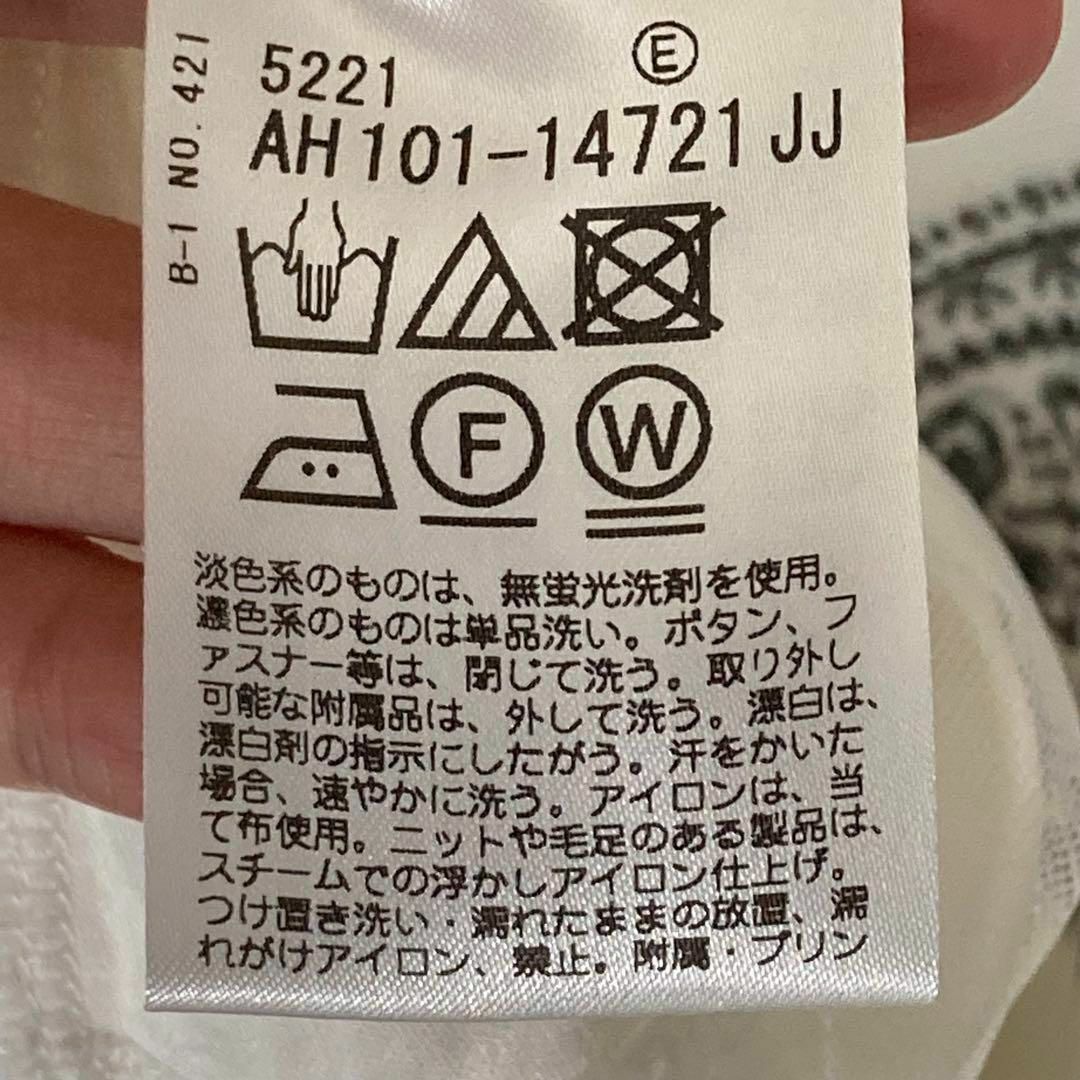 B-1 NO. 421
5221
E
AH101-14721 JJ
F
W
淡色系のものは、無蛍光洗剤を使用。
濃色系のものは単品洗い。ボタン、フ
ァスナー等は、閉じて洗う。取り外し
可能な附属品は、外して洗う。漂白は、
漂白剤の指示にしたがう。汗をかいた
場合、速やかに洗う。アイロンは、当
て布使用。ニットや毛足のある製品は、
スチームでの浮かしアイロン仕上げ。
つけ置き洗い・濡れたままの放置、濡
れがけアイロン、禁止。附属・プリン